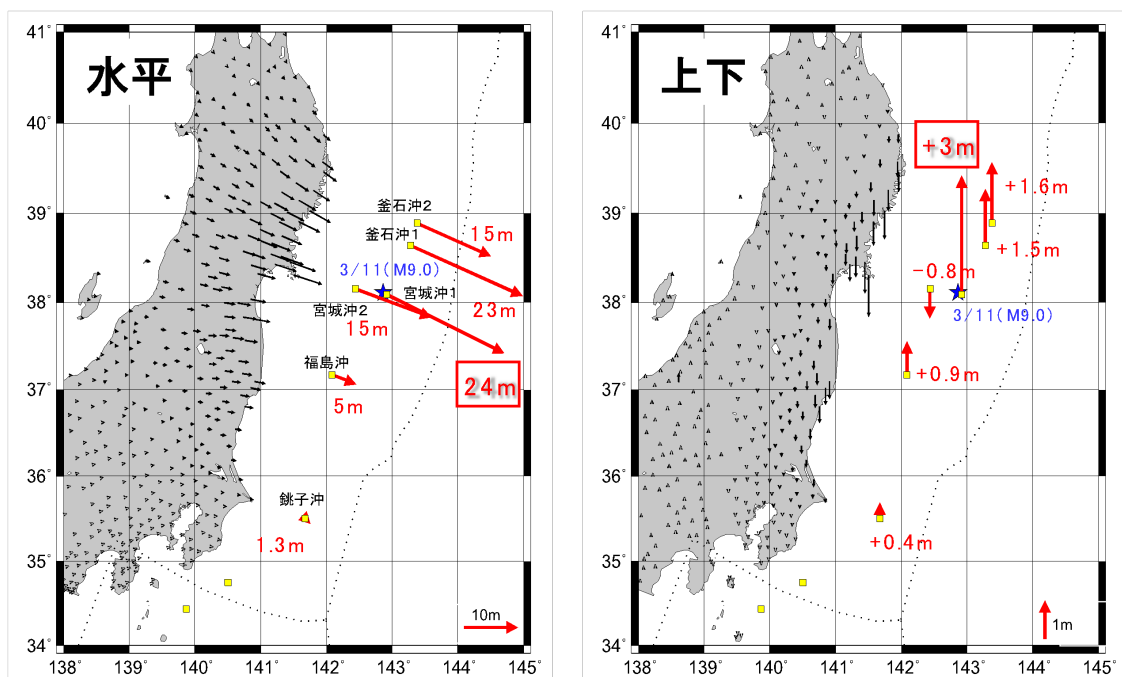 水平
41°
40°
39°
38°
37°
36°
35°
34°
138°
139°
140°
141°
142°
143°
144°
145°
釜石沖2
釜石沖1
15m
3/11(M9.0)
宮城沖1
23m
宮城沖2
15m
福島沖
24m
5m
銚子沖
1.3m
10m
上下
41°
40°
39°
38°
37°
36°
35°
34°
138°
139°
140°
141°
142°
143°
144°
145°
+3m
+1.6m
+1.5m
-0.8m
3/11(M9.0)
+0.9m
+0.4m
1m